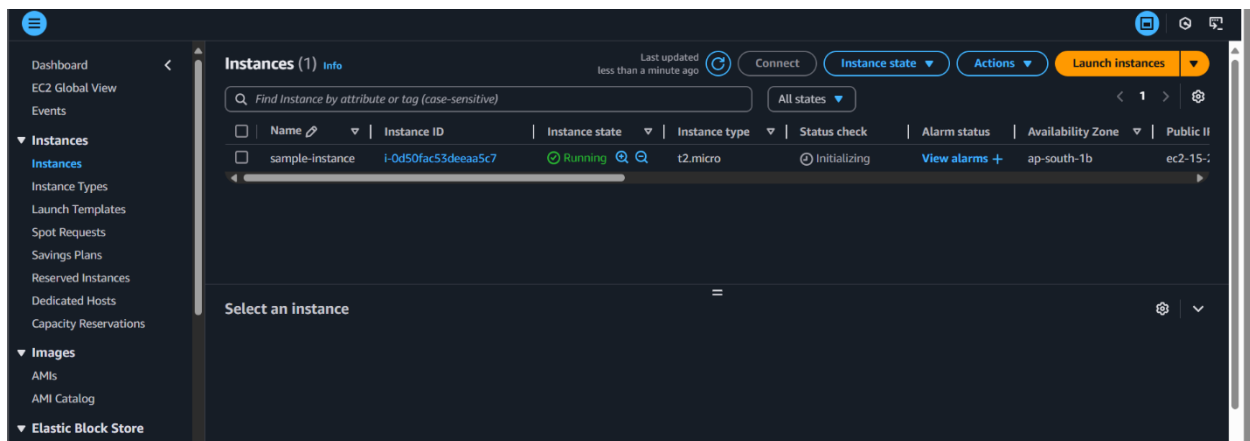 Dashboard
EC2 Global View
Events
Instances
Instances
Instance Types
Launch Templates
Spot Requests
Savings Plans
Reserved Instances
Dedicated Hosts
Capacity Reservations
Images
AMIs
AMI Catalog
Elastic Block Store
Instances (1) Info
Last updated
less than a minute ago
Connect
Instance state
Actions
Launch instances
Find Instance by attribute or tag (case-sensitive)
All states
1
Name Instance ID Instance state Instance type Status check Alarm status Availability Zone Public
sample-instance i-0d50fac53deeaa5c7 Running t2.micro Initializing View alarms + ap-south-1b ec2-15-
Select an instance